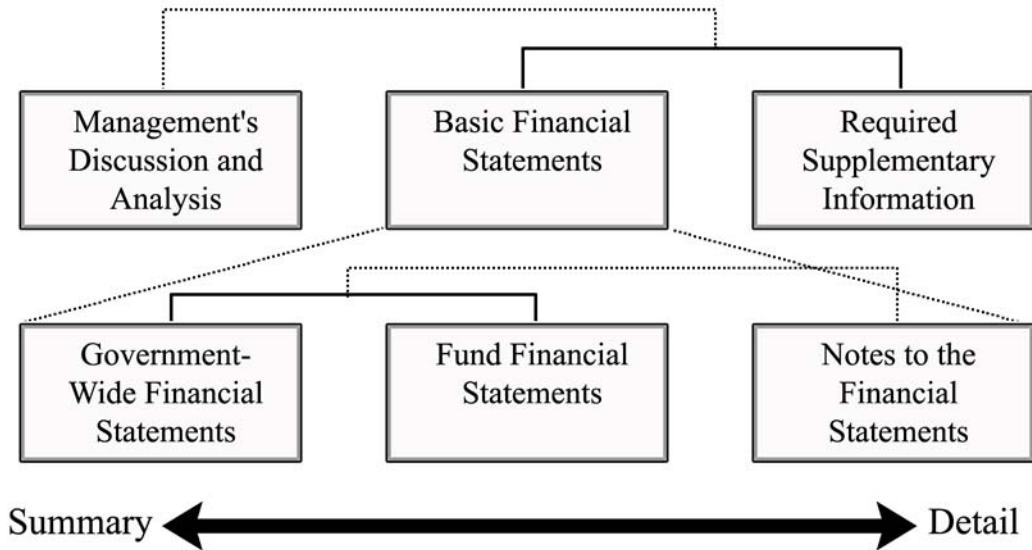 Management's
Discussion and
Analysis
Basic Financial
Statements
Required
Supplementary
Information
Government-
Wide Financial
Statements
Fund Financial
Statements
Notes to the
Financial
Statements
Summary
Detail